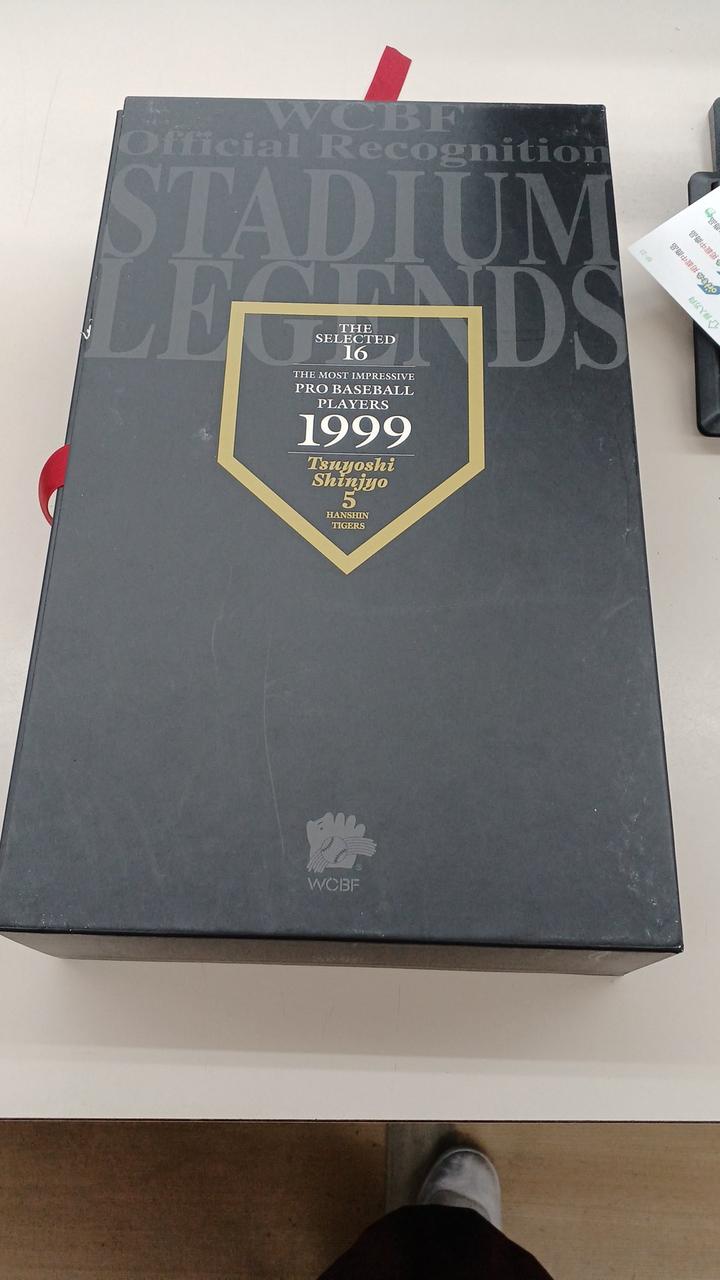 WCBF
Official Recognition
STADIUM
LEGENDS
THE
SELECTED
16
THE MOST IMPRESSIVE
PRO BASEBALL
PLAYERS
1999
Tsuyoshi
Shinjyo
5
HANSHIN
TIGERS
WCBF